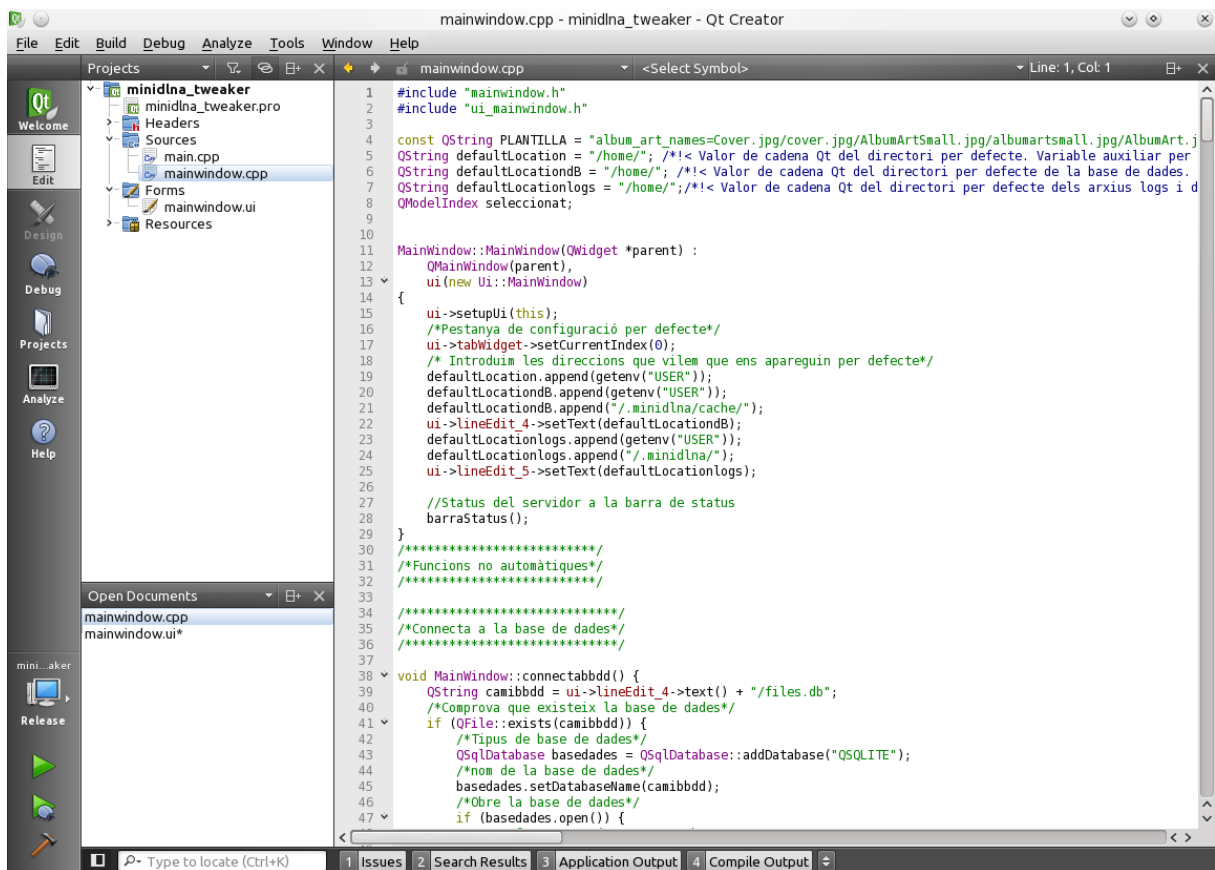 mainwindow.cpp - minidlna_tweaker - Qt Creator
File Edit Build Debug Analyze Tools Window Help
Projects
mainwindow.cpp
<Select Symbol>
Line: 1, Col: 1
Qt
Welcome
Edit
Design
Debug
Projects
Analyze
Help
mini...aker
Release
minidlna_tweaker
minidlna_tweaker.pro
Headers
Sources
main.cpp
mainwindow.cpp
Forms
mainwindow.ui
Resources
Open Documents
mainwindow.cpp
mainwindow.ui*
1 #include "mainwindow.h"
2 #include "ui_mainwindow.h"
3
4 const QString PLANTILLA = "album_art_names=Cover.jpg/cover.jpg/AlbumArtSmall.jpg/albumartsmall.jpg/AlbumArt.j
5 QString defaultLocation = "/home/"; /*!< Valor de cadena Qt del directori per defecte. Variable auxiliar per
6 QString defaultLocationdB = "/home/"; /*!< Valor de cadena Qt del directori per defecte de la base de dades.
7 QString defaultLocationlogs = "/home/";/*!< Valor de cadena Qt del directori per defecte dels arxius logs i d
8 QModelIndex seleccionat;
9
10
11 MainWindow::MainWindow(QWidget *parent) :
12 QMainWindow(parent),
13 ui(new Ui::MainWindow)
14 {
15 ui->setupUi(this);
16 /*Pestanya de configuració per defecte*/
17 ui->tabWidget->setCurrentIndex(0);
18 /* Introduim les direccions que vilem que ens apareguin per defecte*/
19 defaultLocation.append(getenv("USER"));
20 defaultLocationdB.append(getenv("USER"));
21 defaultLocationdB.append("/.minidlna/cache/");
22 ui->lineEdit_4->setText(defaultLocationdB);
23 defaultLocationlogs.append(getenv("USER"));
24 defaultLocationlogs.append("/.minidlna/");
25 ui->lineEdit_5->setText(defaultLocationlogs);
26
27 //Status del servidor a la barra de status
28 barraStatus();
29 }
30 /***************************/
31 /*Funcions no automàtiques*/
32 /***************************/
33
34 /******************************/
35 /*Connecta a la base de dades*/
36 /******************************/
37
38 void MainWindow::connectabbdd() {
39 QString camibbdd = ui->lineEdit_4->text() + "/files.db";
40 /*Comprova que existeix la base de dades*/
41 if (QFile::exists(camibbdd)) {
42 /*Tipus de base de dades*/
43 QSqlDatabase basedades = QSqlDatabase::addDatabase("QSQLITE");
44 /*nom de la base de dades*/
45 basedades.setDatabaseName(camibbdd);
46 /*Obre la base de dades*/
47 if (basedades.open()) {
Type to locate (Ctrl+K)
1 Issues 2 Search Results 3 Application Output 4 Compile Output